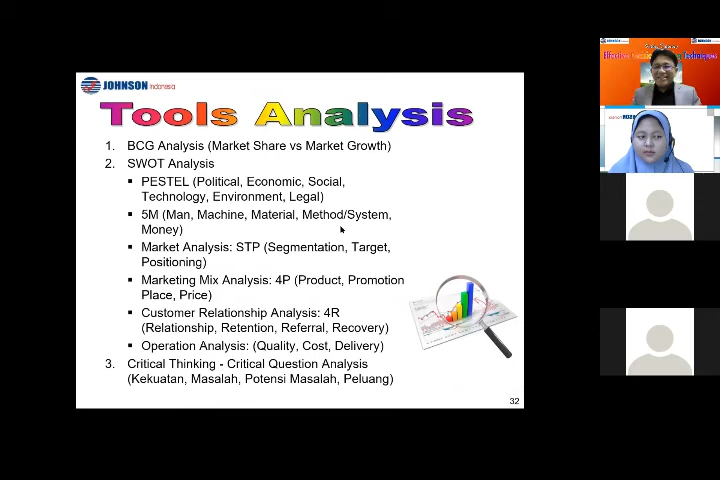 JOHNSON Indonesia
Tools Analysis
1. BCG Analysis (Market Share vs Market Growth)
2. SWOT Analysis
▪ PESTEL (Political, Economic, Social,
Technology, Environment, Legal)
▪ 5M (Man, Machine, Material, Method/System,
Money)
▪ Market Analysis: STP (Segmentation, Target,
Positioning)
▪ Marketing Mix Analysis: 4P (Product, Promotion
Place, Price)
▪ Customer Relationship Analysis: 4R
(Relationship, Retention, Referral, Recovery)
▪ Operation Analysis: (Quality, Cost, Delivery)
3. Critical Thinking - Critical Question Analysis
(Kekuatan, Masalah, Potensi Masalah, Peluang)
32
JOHNSON
JOHNSON
Techniques